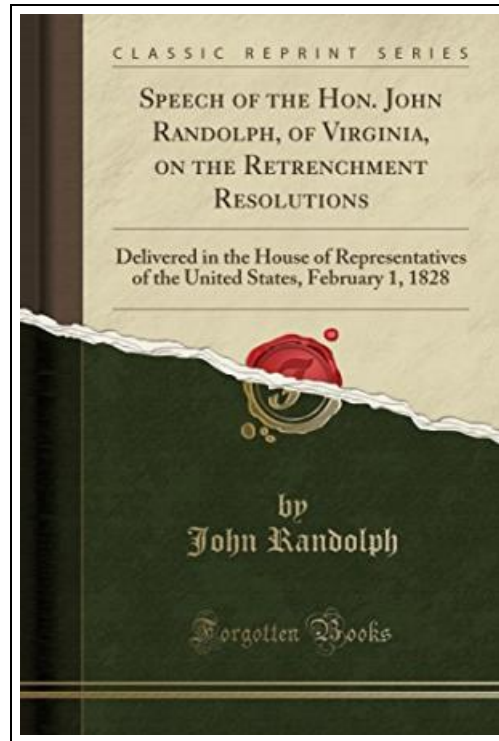 CLASSIC REPRINT SERIES
SPEECH OF THE HON. JOHN
RANDOLPH, OF VIRGINIA,
ON THE RETRENCHMENT
RESOLUTIONS
Delivered in the House of Representatives
of the United States, February 1, 1828
by
John Randolph
Forgotten Books